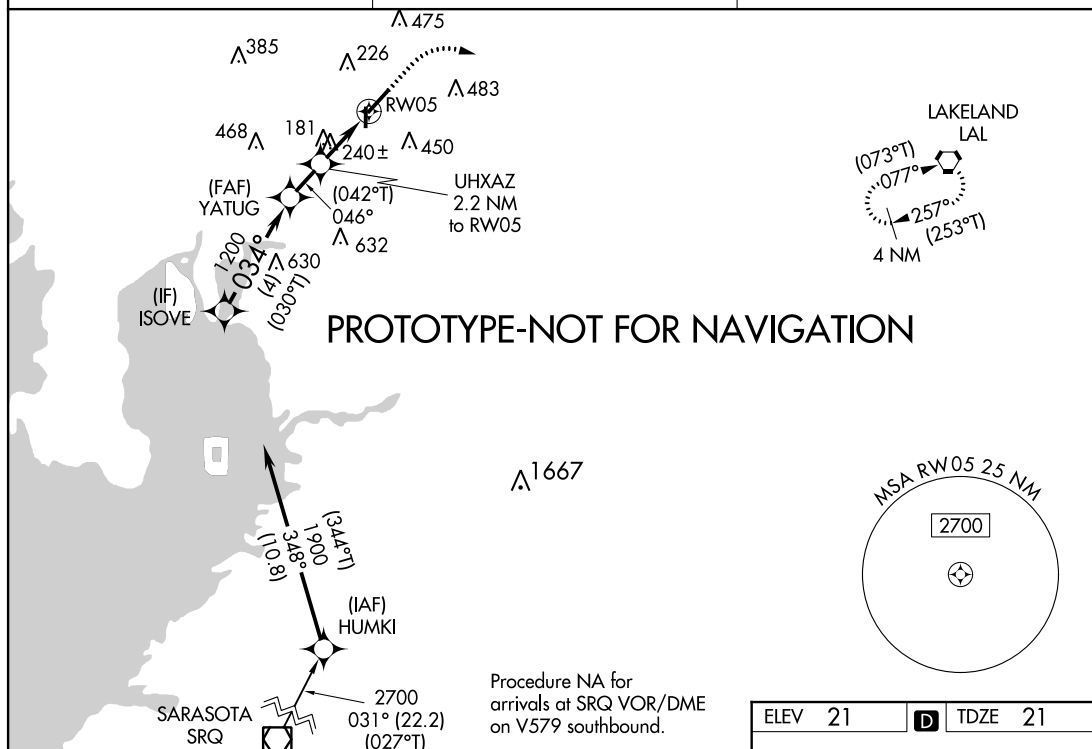 475
385
226
483
RW05
LAKELAND
LAL
468
181
450
240±
(073°T)
077°
(FAF)
YATUG
(042°T)
046°
UHXAZ
2.2 NM
to RW05
257°
(253°T)
4 NM
632
1200
034°
(4)
(030°T)
630
(IF)
ISOVE
PROTOTYPE-NOT FOR NAVIGATION
1667
MSA RW05 25 NM
2700
(344°T)
1900
348°
(10.8)
(IAF)
HUMKI
Procedure NA for
arrivals at SRQ VOR/DME
on V579 southbound.
2700
031° (22.2)
(027°T)
SARASOTA
SRQ
ELEV 21 D TDZE 21